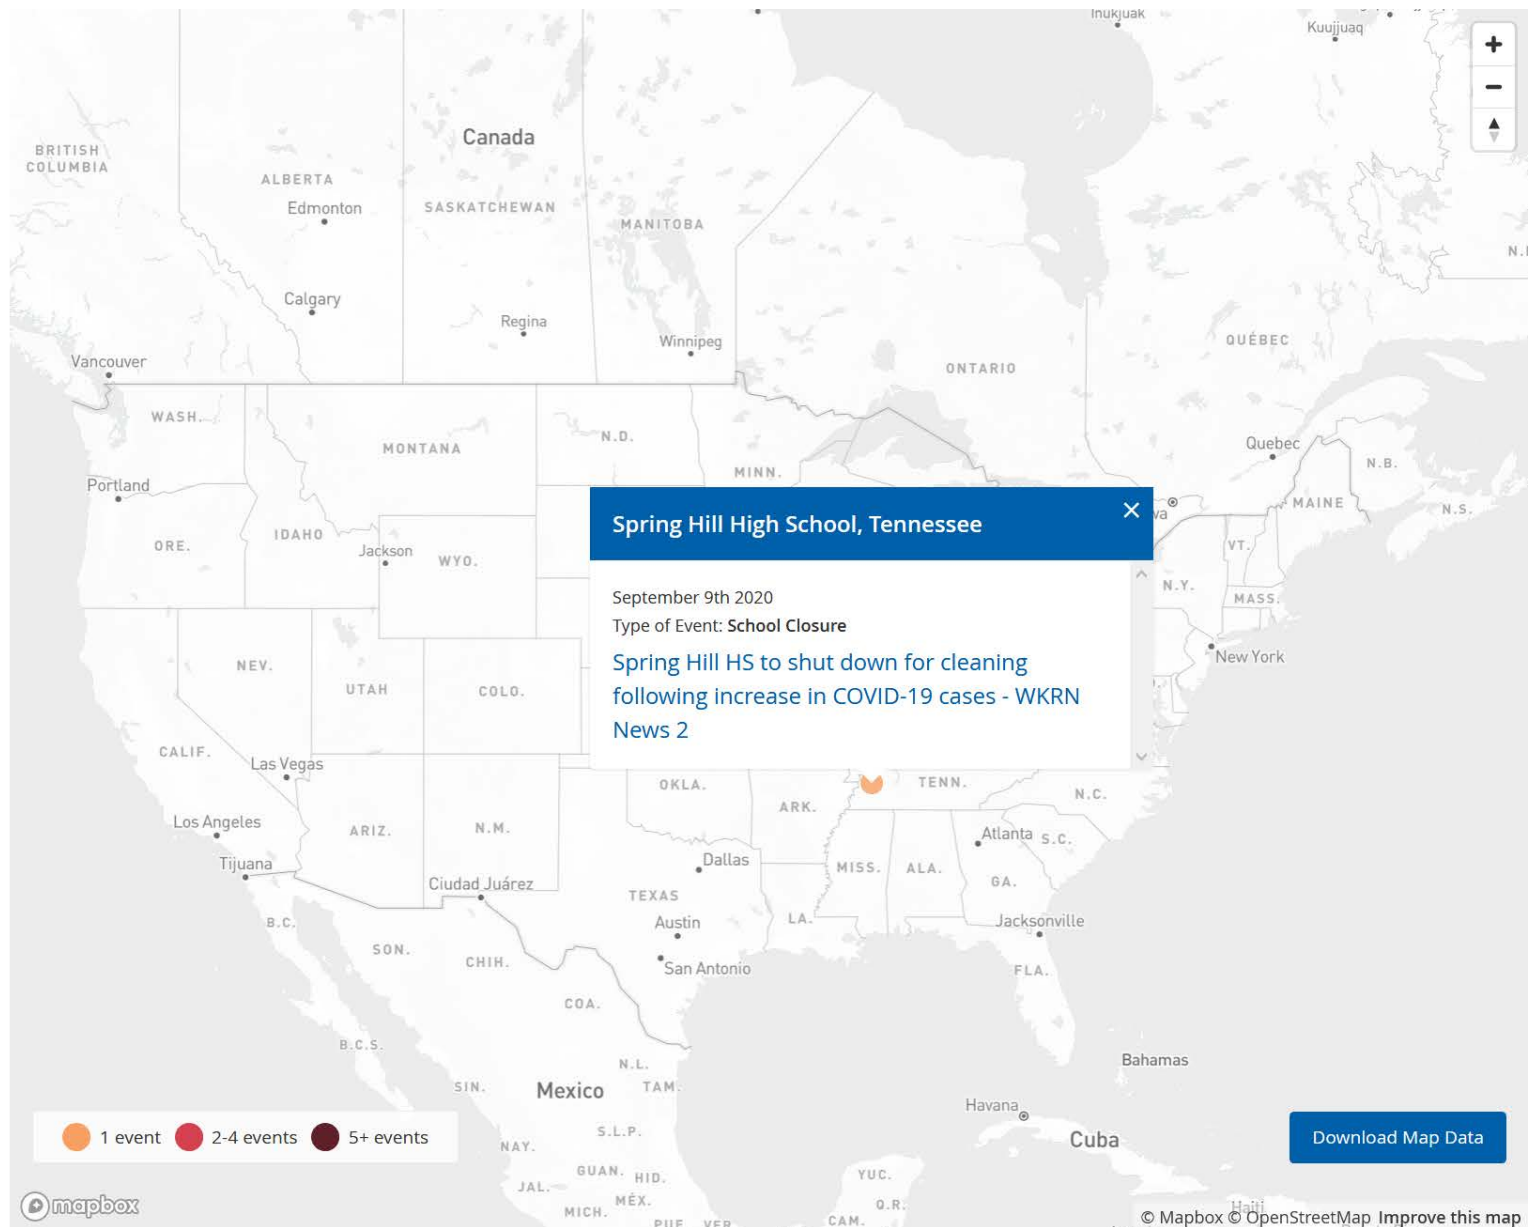 Inukjuak
Kuujjuaq
Canada
BRITISH
COLUMBIA
ALBERTA
Edmonton
SASKATCHEWAN
MANITOBA
Calgary
Regina
Winnipeg
Vancouver
ONTARIO
QUÉBEC
WASH.
MONTANA
N.D.
MINN.
Quebec
N.B.
MAINE
N.S.
Portland
ORE.
IDAHO
Jackson
WYO.
VT.
N.Y.
MASS.
New York
Spring Hill High School, Tennessee
September 9th 2020
Type of Event: School Closure
Spring Hill HS to shut down for cleaning
following increase in COVID-19 cases - WKRN
News 2
NEV.
UTAH
COLO.
CALIF.
Las Vegas
OKLA.
ARK.
TENN.
N.C.
Los Angeles
ARIZ.
N.M.
Atlanta
S.C.
Tijuana
Dallas
MISS.
ALA.
GA.
Ciudad Juárez
TEXAS
Austin
LA.
Jacksonville
B.C.
SON.
CHIH.
San Antonio
FLA.
COA.
B.C.S.
N.L.
Bahamas
SIN.
Mexico
TAM.
Havana
Cuba
1 event
2-4 events
5+ events
S.L.P.
NAY.
Download Map Data
GUAN.
HID.
YUC.
JAL.
MÉX.
Q.R.
MICH.
PUE
VER
CAM.
Haiti
mapbox
© Mapbox © OpenStreetMap Improve this map